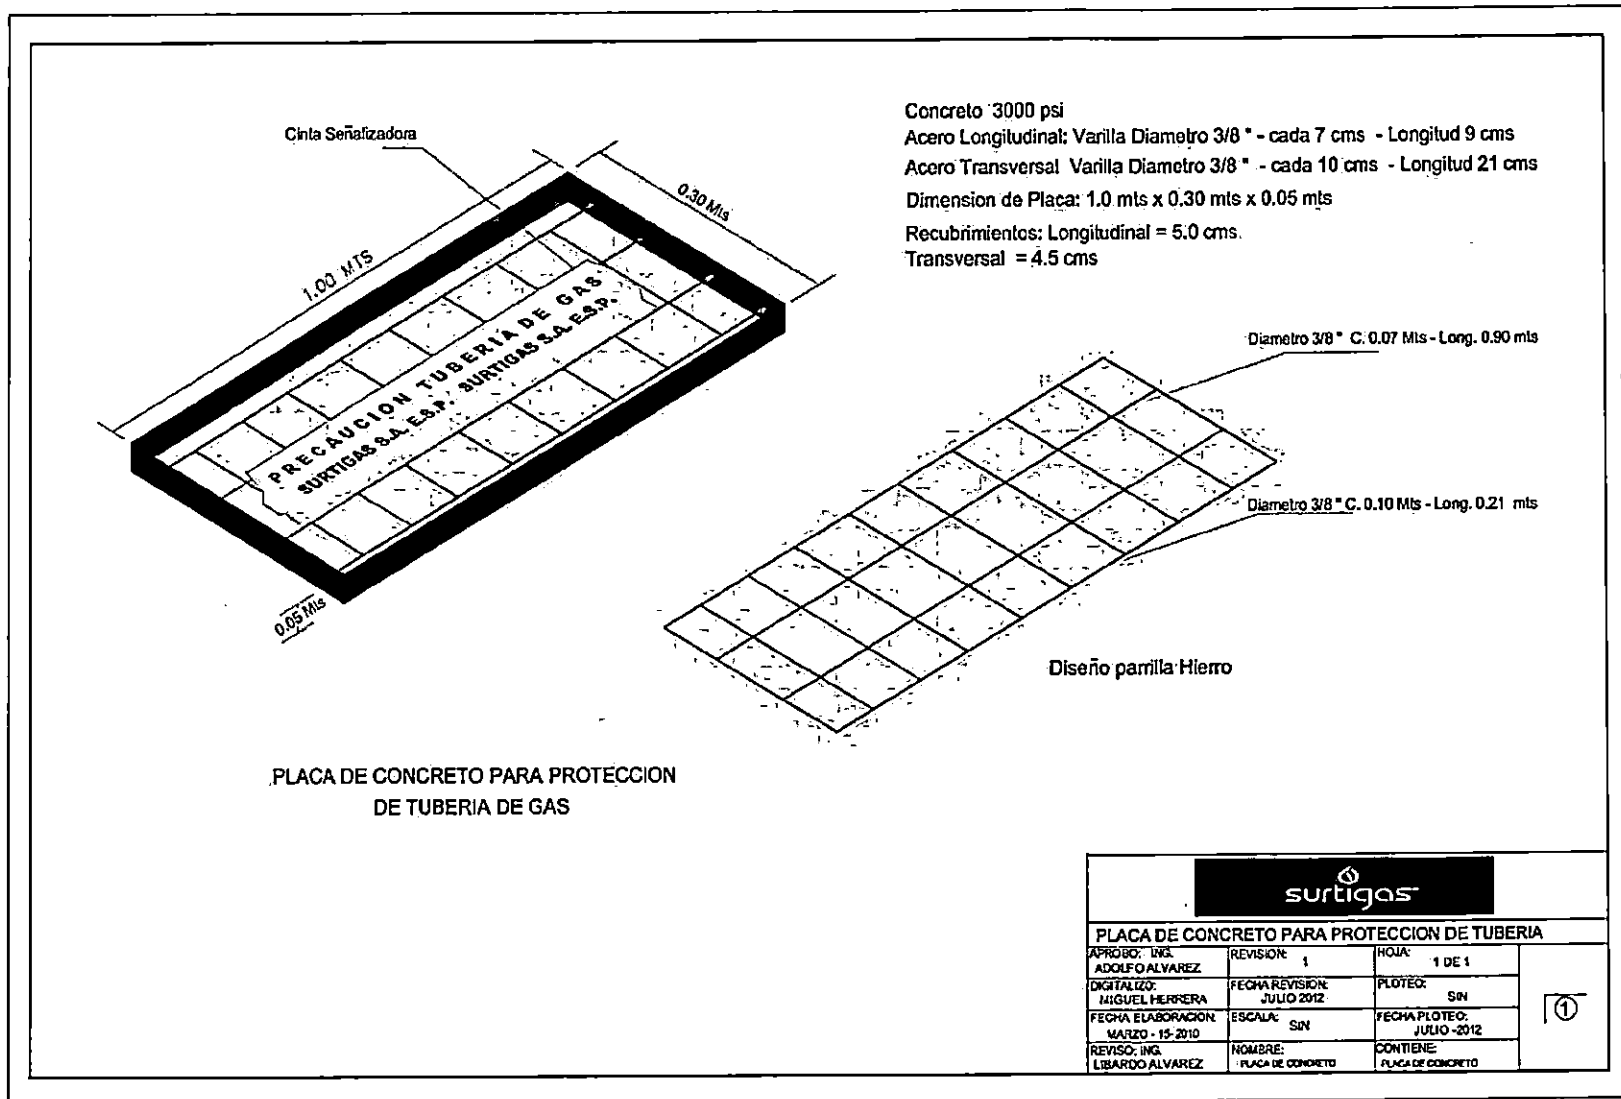 Concreto 3000 psi
Acero Longitudinal: Varilla Diametro 3/8 " - cada 7 cms - Longitud 9 cms
Acero Transversal Varilla Diametro 3/8 " - cada 10 cms - Longitud 21 cms
Dimension de Placa: 1.0 mts x 0.30 mts x 0.05 mts
Recubrimientos: Longitudinal = 5.0 cms.
Transversal = 4.5 cms
Cinta Señalizadora
0.30 Mts
1.00 MTS
PRECAUCION TUBERIA DE GAS
SURTIGAS S.A. E.S.P. SURTIGAS S.A. E.S.P.
0.05 Mts
Diametro 3/8 " C. 0.07 Mts - Long. 0.90 mts
Diametro 3/8 " C. 0.10 Mts - Long. 0.21 mts
Diseño parrilla Hierro
PLACA DE CONCRETO PARA PROTECCION
DE TUBERIA DE GAS
surtigas
PLACA DE CONCRETO PARA PROTECCION DE TUBERIA
APROBO: ING.
ADOLFO ALVAREZ
REVISION: 1
HOJA: 1 DE 1
DIGITALIZO:
MIGUEL HERRERA
FECHA REVISION:
JULIO 2012
PLOTEO:
SIN
FECHA ELABORACION:
MARZO - 15-2010
ESCALA: SIN
FECHA PLOTEO:
JULIO -2012
REVISO: ING.
LIBARDO ALVAREZ
NOMBRE:
PLACA DE CONCRETO
CONTIENE:
PLACA DE CONCRETO
1